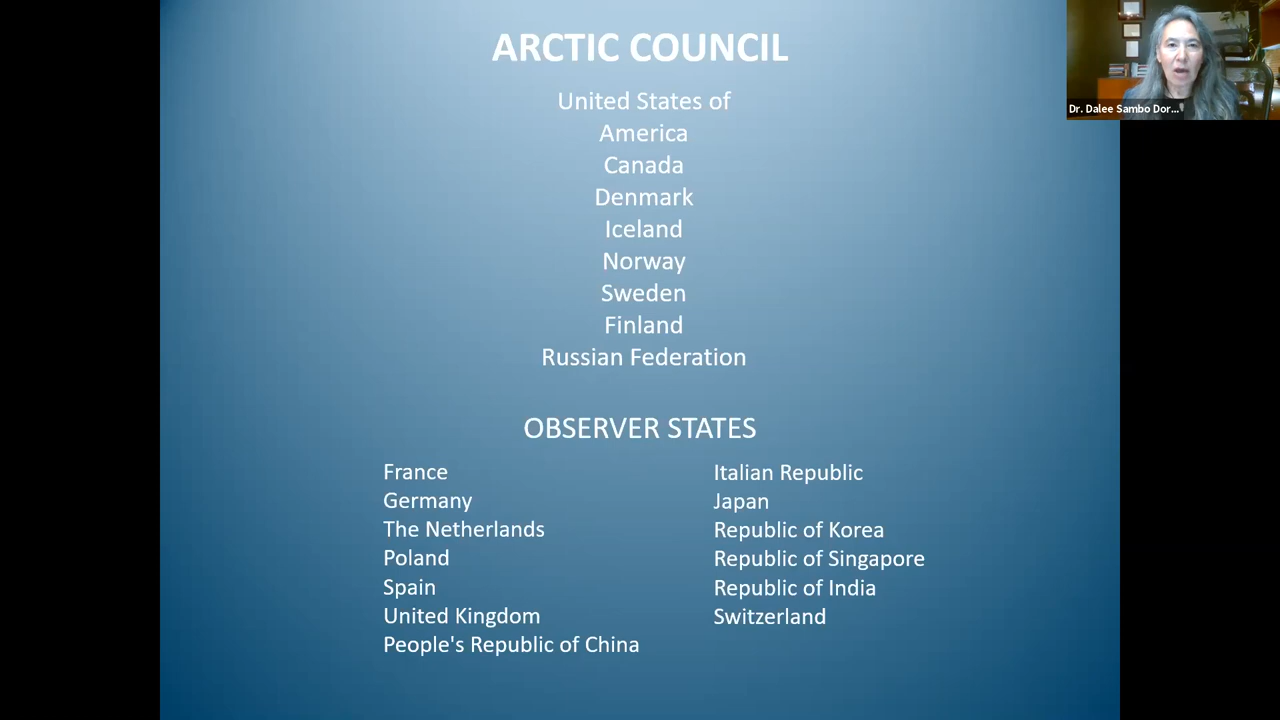 ARCTIC COUNCIL
United States of
America
Canada
Denmark
Iceland
Norway
Sweden
Finland
Russian Federation
OBSERVER STATES
France
Germany
The Netherlands
Poland
Spain
United Kingdom
People's Republic of China
Italian Republic
Japan
Republic of Korea
Republic of Singapore
Republic of India
Switzerland
Dr. Dalee Sambo Dor...